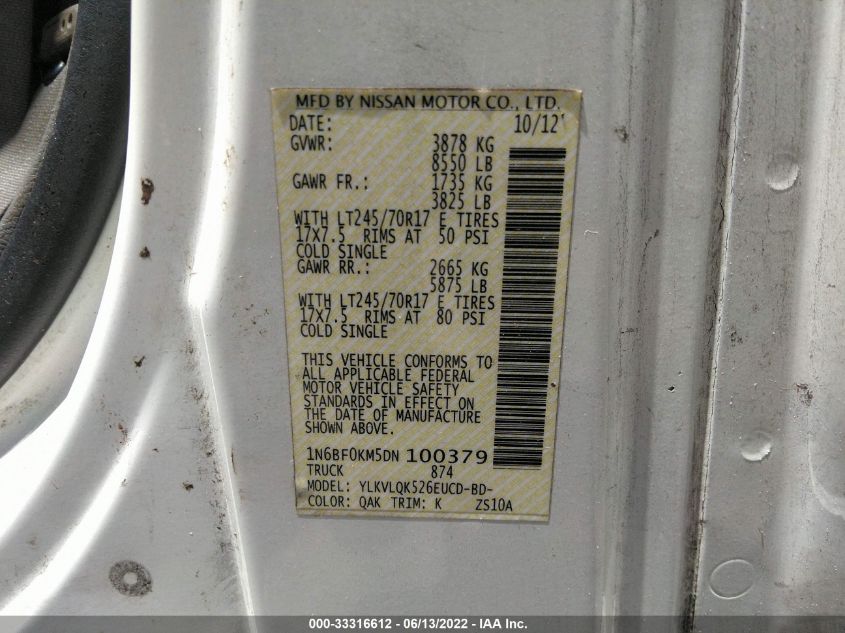 MFD BY NISSAN MOTOR CO., LTD.
DATE: 10/12
GVWR: 3878 KG
8550 LB
GAWR FR.: 1735 KG
3825 LB
WITH LT245/70R17 E TIRES
17X7.5 RIMS AT 50 PSI
COLD SINGLE
GAWR RR.: 2665 KG
5875 LB
WITH LT245/70R17 E TIRES
17X7.5 RIMS AT 80 PSI
COLD SINGLE
THIS VEHICLE CONFORMS TO
ALL APPLICABLE FEDERAL
MOTOR VEHICLE SAFETY
STANDARDS IN EFFECT ON
THE DATE OF MANUFACTURE
SHOWN ABOVE.
1N6BF0KM5DN 100379
TRUCK 874
MODEL: YLKVLQK526EUCD-BD-
COLOR: QAK TRIM: K ZS10A
000-33316612 - 06/13/2022 - IAA Inc.